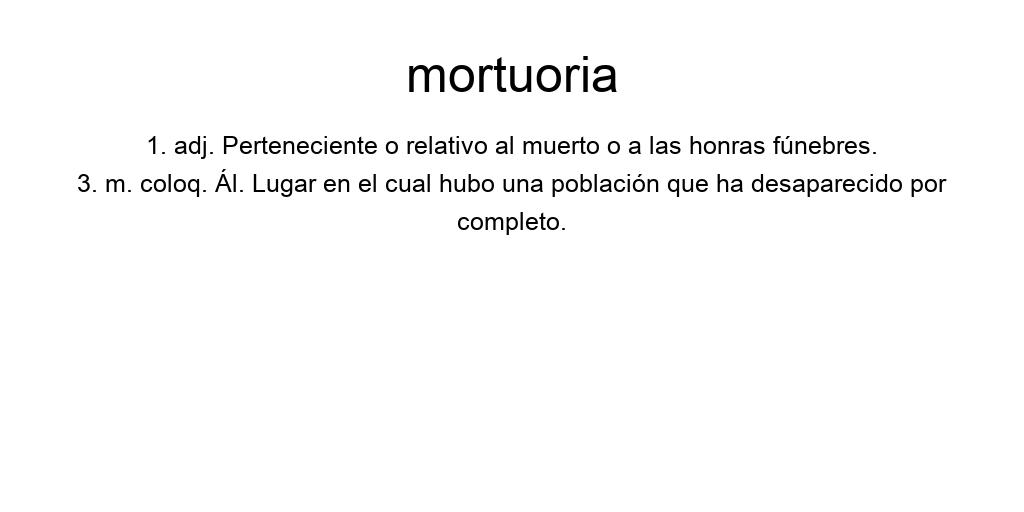 mortuoria
1. adj. Perteneciente o relativo al muerto o a las honras fúnebres.
3. m. coloq. Ál. Lugar en el cual hubo una población que ha desaparecido por
completo.